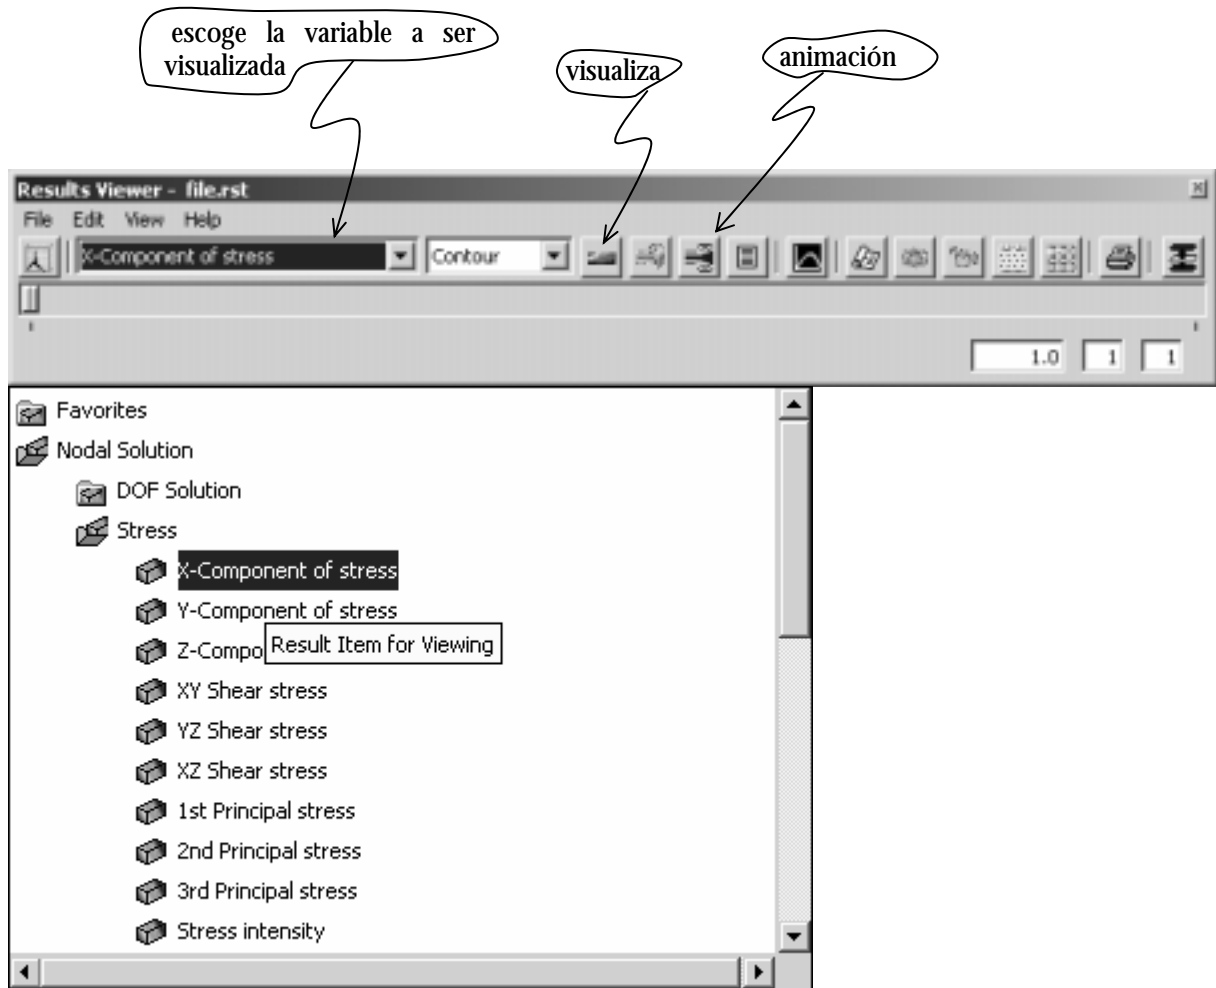 escoge la variable a ser
visualizada
visualiza
animación
Results Viewer - file.rst
File Edit View Help
X-Component of stress Contour
1.0 1 1
Favorites
Nodal Solution
DOF Solution
Stress
X-Component of stress
Y-Component of stress
Z-Compo
Result Item for Viewing
XY Shear stress
YZ Shear stress
XZ Shear stress
1st Principal stress
2nd Principal stress
3rd Principal stress
Stress intensity